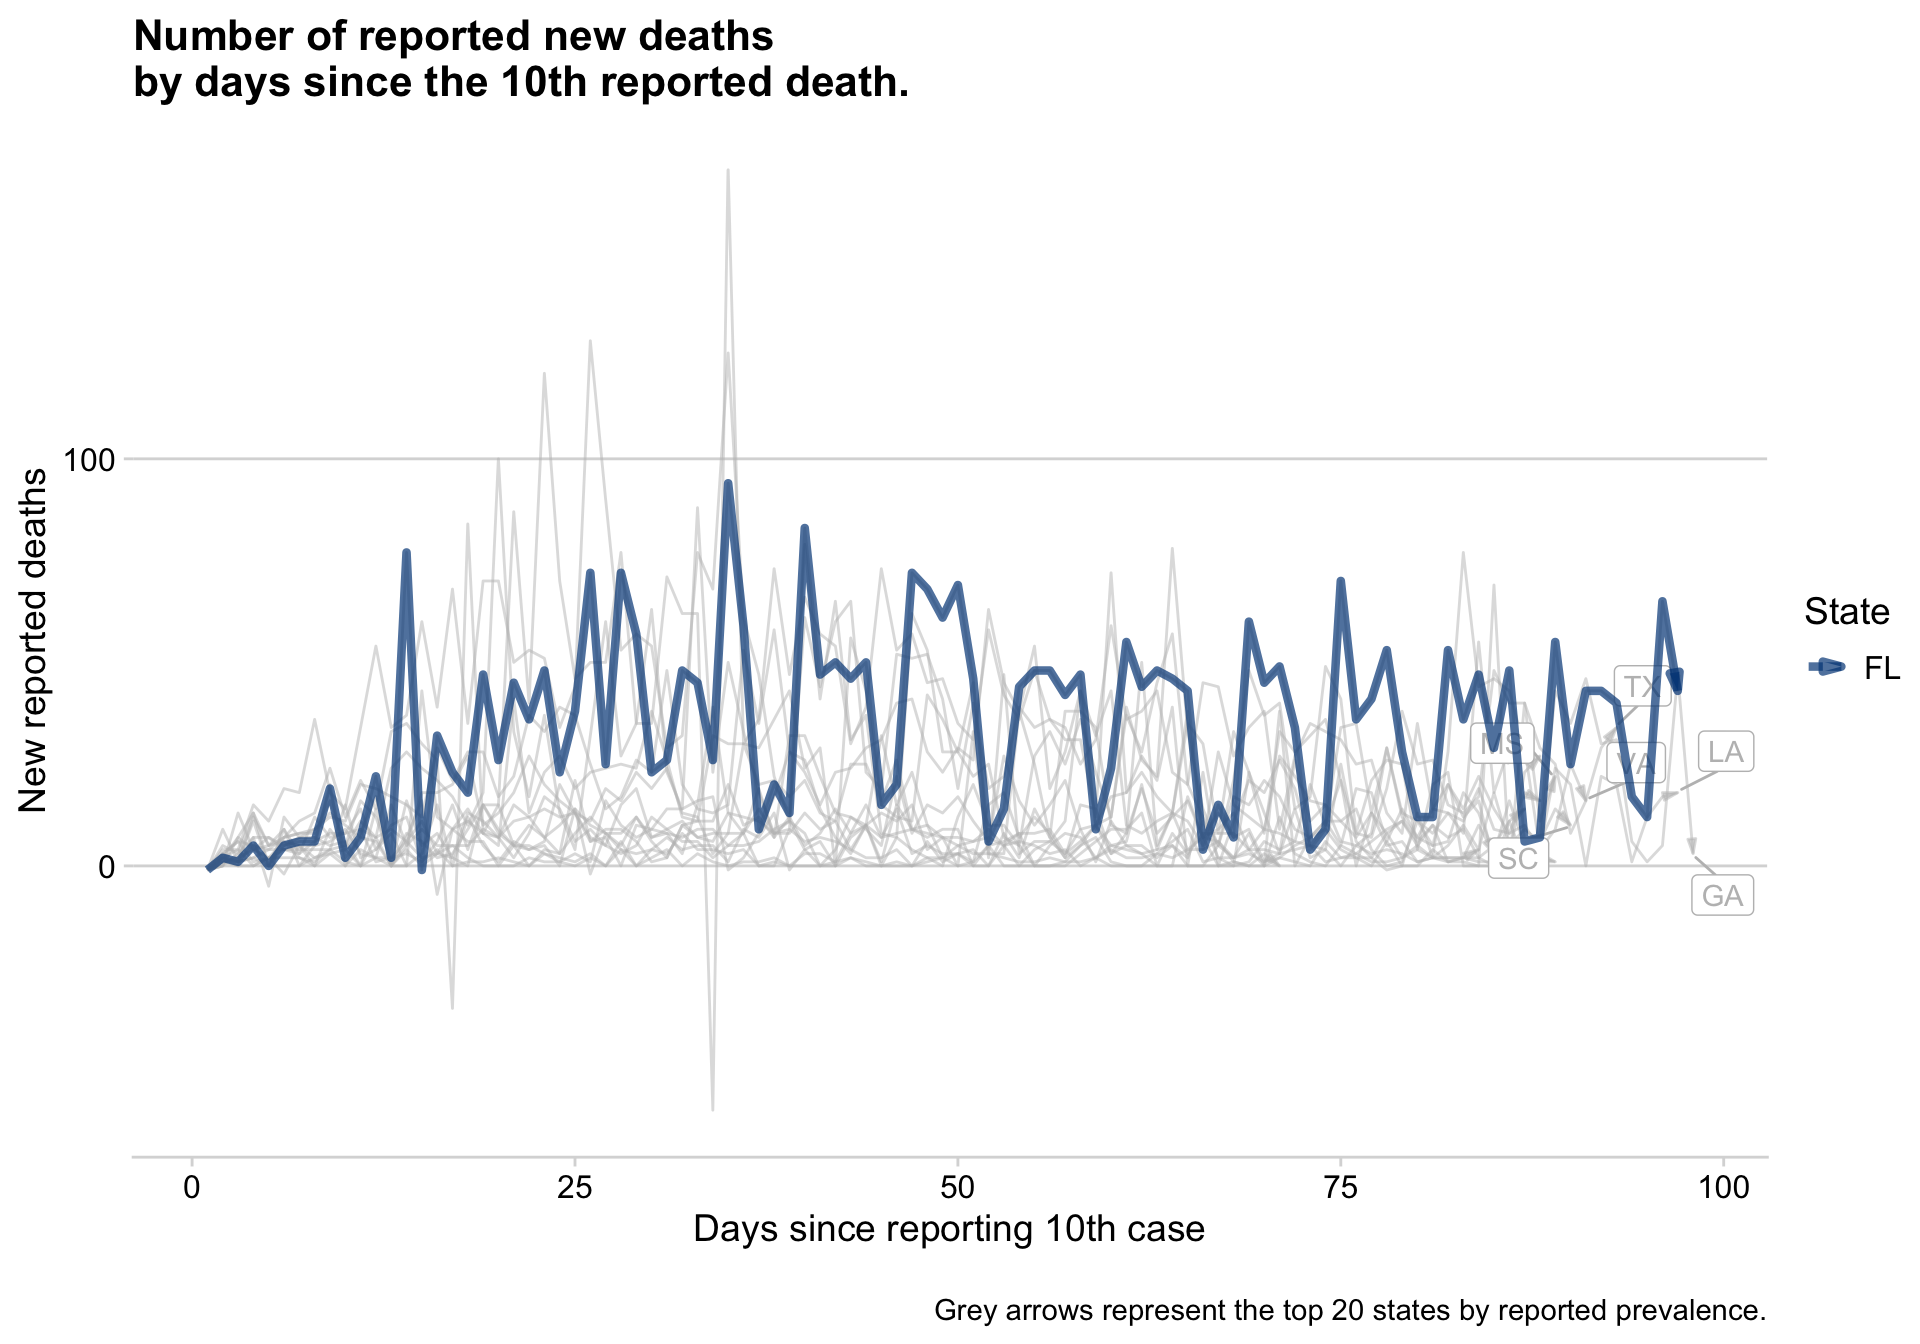 Number of reported new deaths
by days since the 10th reported death.
New reported deaths
100
0
TX
MS
VA
LA
SC
GA
State
FL
0
25
50
75
100
Days since reporting 10th case
Grey arrows represent the top 20 states by reported prevalence.